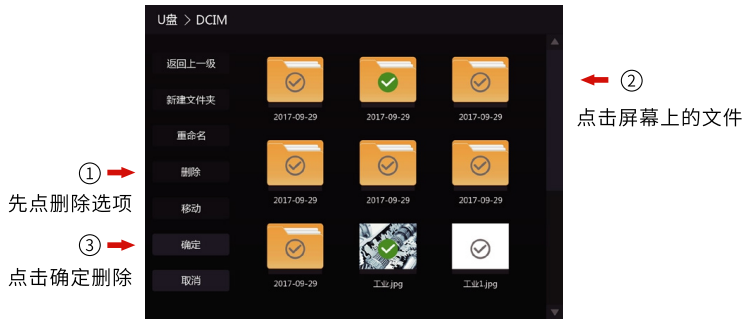 U盘 > DCIM
返回上一级
新建文件夹
重命名
删除
移动
确定
取消
2017-09-29 2017-09-29 2017-09-29
2017-09-29 2017-09-29 2017-09-29
2017-09-29 工业.jpg 工业1.jpg
①
先点删除选项
②
点击屏幕上的文件
③
点击确定删除